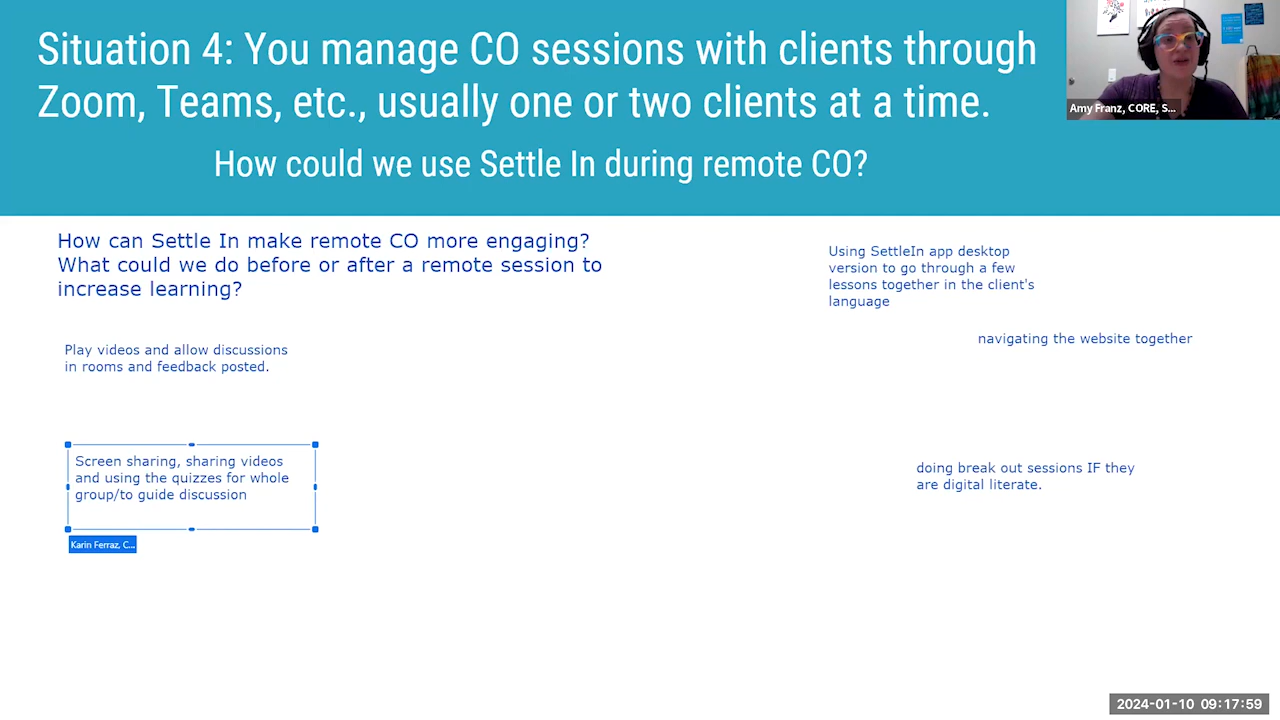 Situation 4: You manage CO sessions with clients through
Zoom, Teams, etc., usually one or two clients at a time.
How could we use Settle In during remote CO?
Amy Franz, CORE, S...
How can Settle In make remote CO more engaging?
What could we do before or after a remote session to
increase learning?
Using SettleIn app desktop
version to go through a few
lessons together in the client's
language
navigating the website together
Play videos and allow discussions
in rooms and feedback posted.
Screen sharing, sharing videos
and using the quizzes for whole
group/to guide discussion
Karin Ferraz, C...
doing break out sessions IF they
are digital literate.
2024-01-10 09:17:59